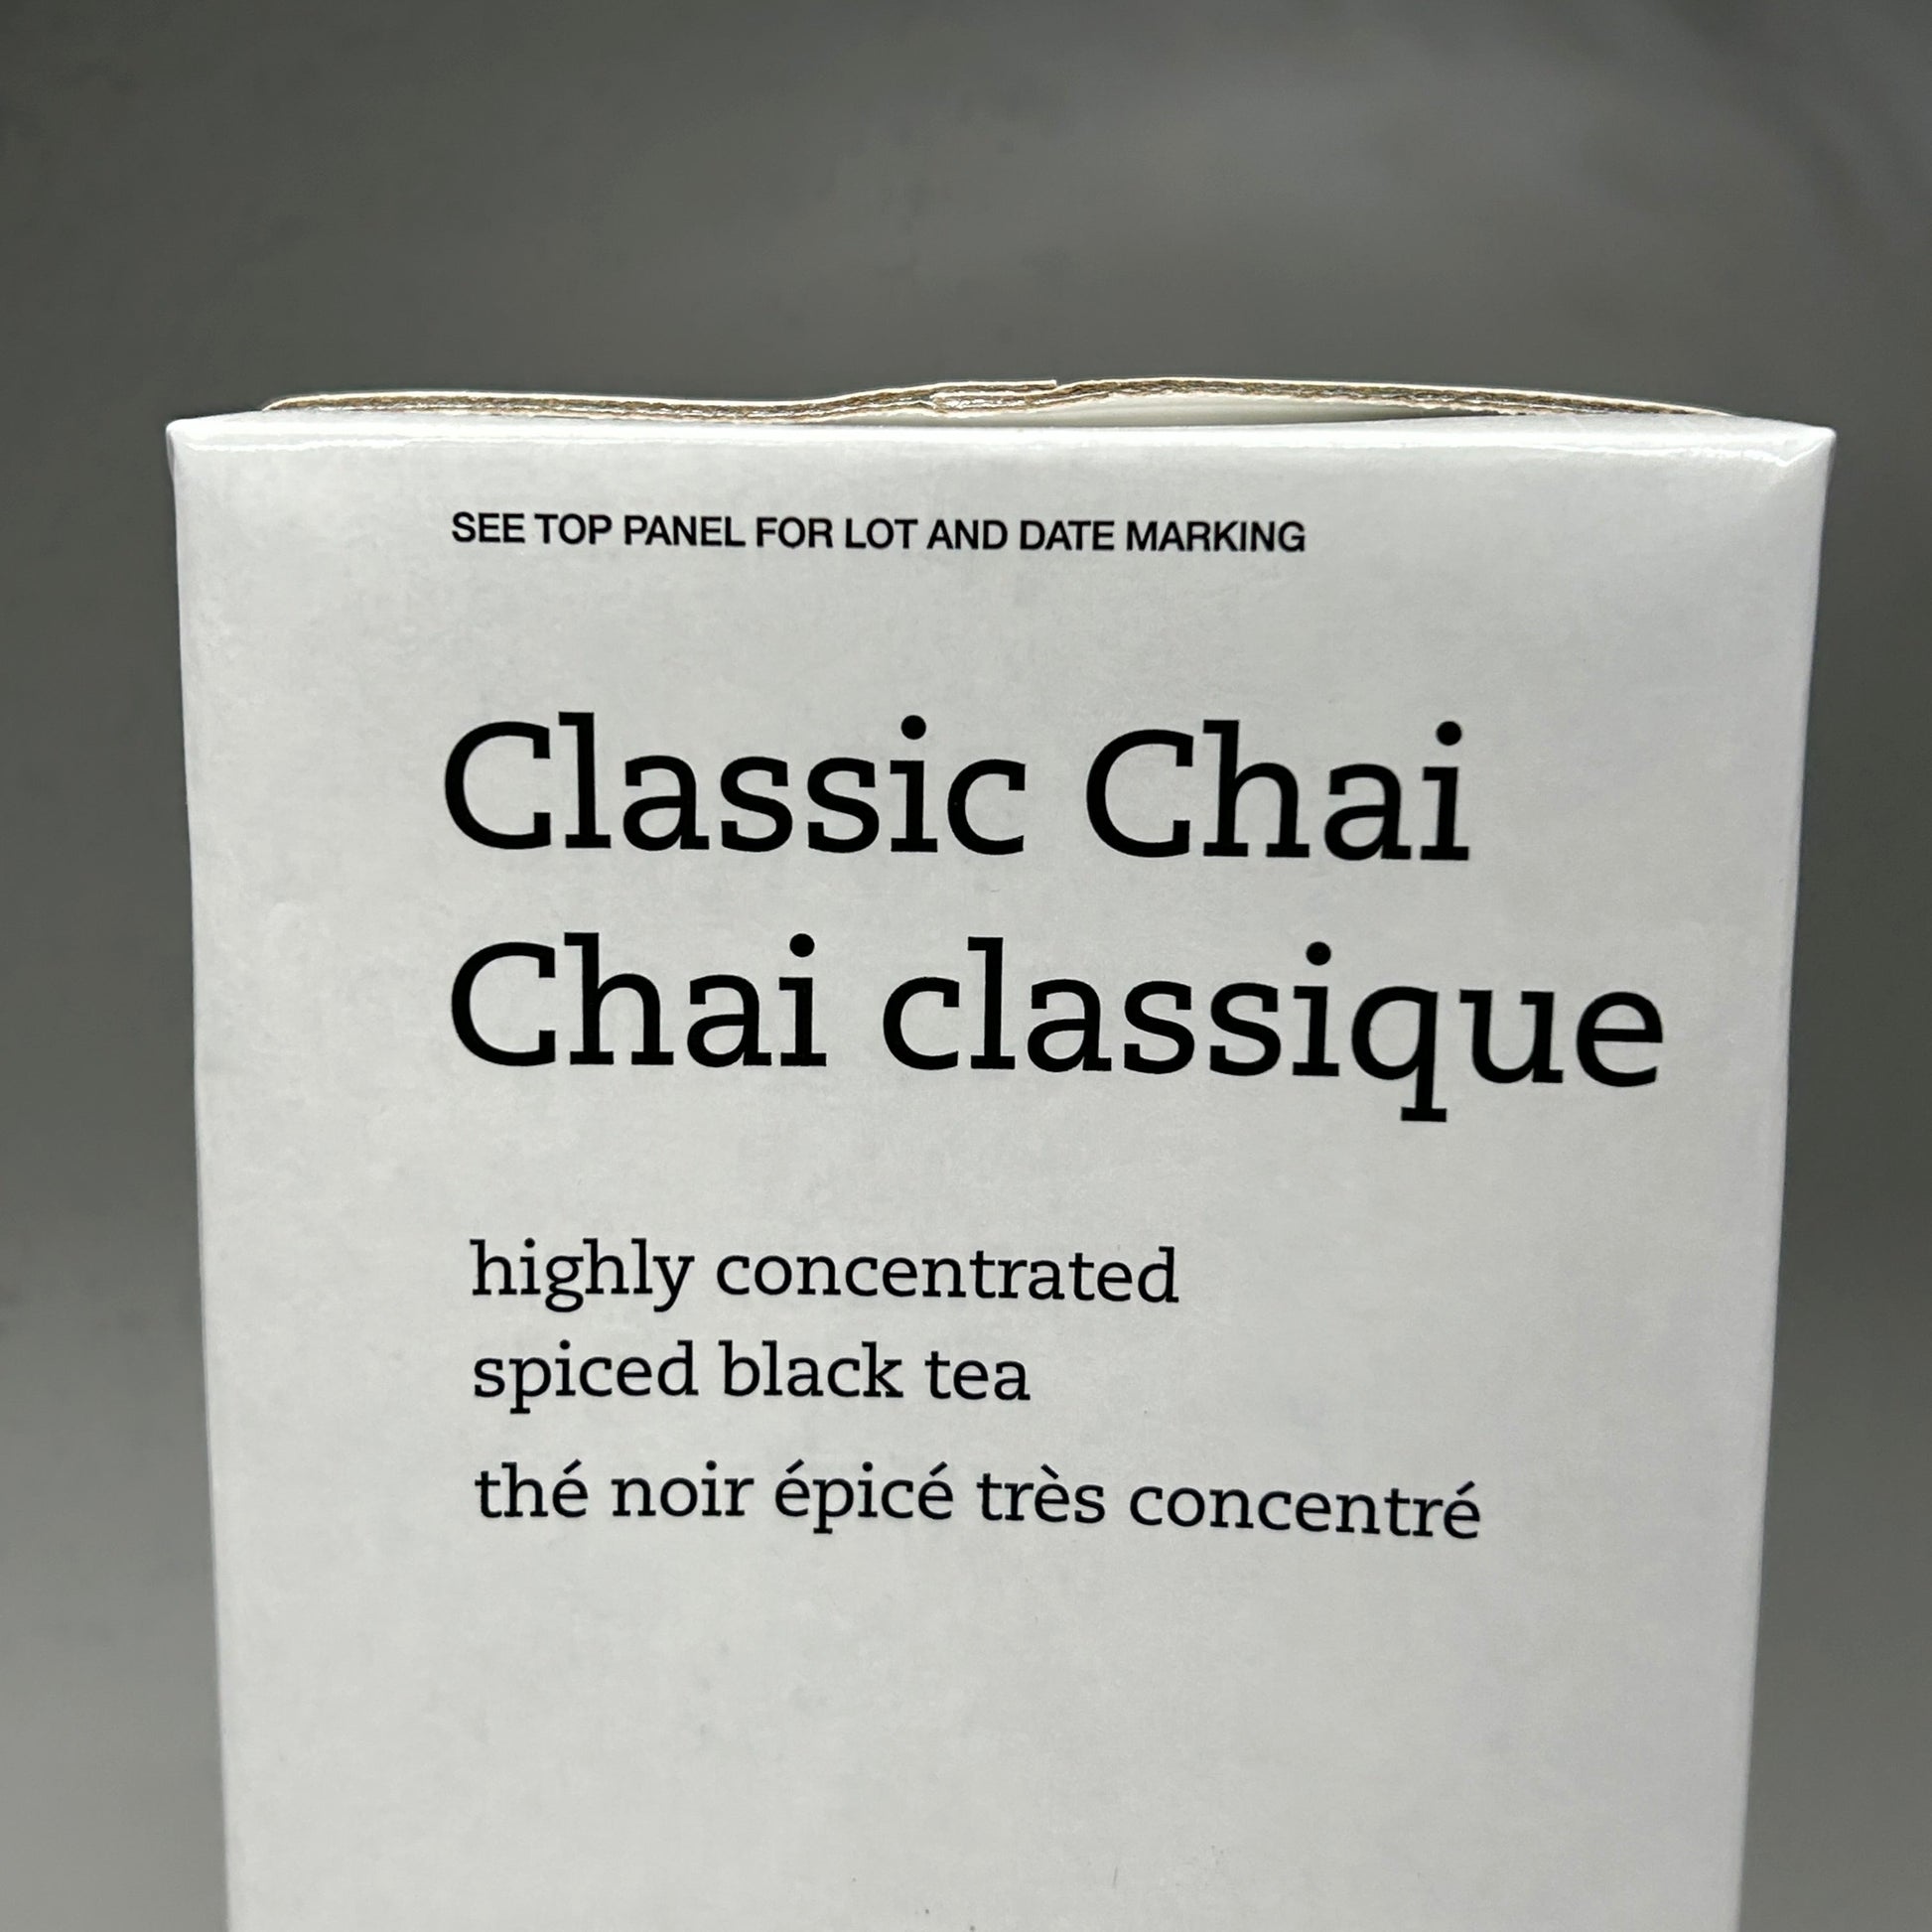 SEE TOP PANEL FOR LOT AND DATE MARKING
Classic Chai
Chai classique
highly concentrated
spiced black tea
thé noir épicé très concentré